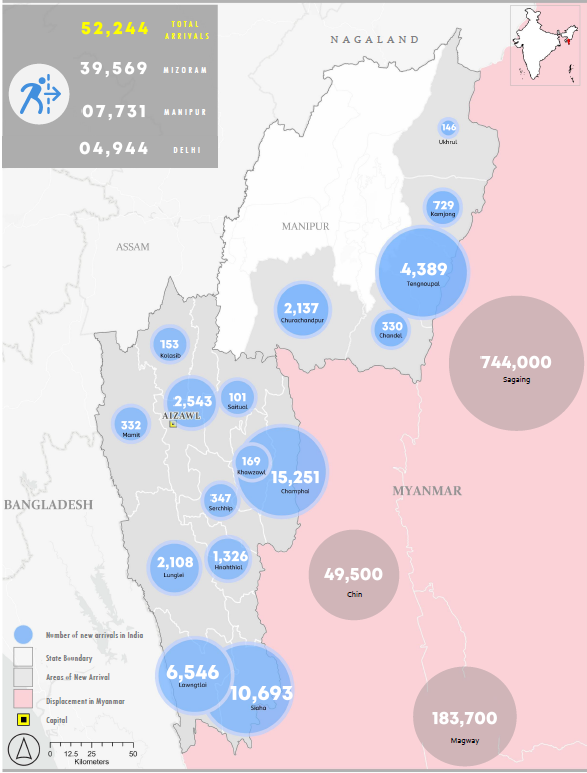 52,244 TOTAL ARRIVALS
39,569 MIZORAM
07,731 MANIPUR
04,944 DELHI
NAGALAND
146
Ukhrul
729
Kamjong
MANIPUR
ASSAM
4,389
Tengnoupal
2,137
Churachandpur
330
Chandel
153
Kolasib
744,000
Sagaing
2,543
AIZAWL
101
Saitual
332
Mamit
169
Khawzawl
15,251
Champhai
347
Serchhip
MYANMAR
BANGLADESH
2,108
Lunglei
1,326
Hnahthial
49,500
Chin
6,546
Lawngtlai
10,693
Siaha
183,700
Magway
Number of new arrivals in India
State Boundary
Areas of New Arrival
Displacement in Myanmar
Capital
0 12.5 25 50
Kilometers